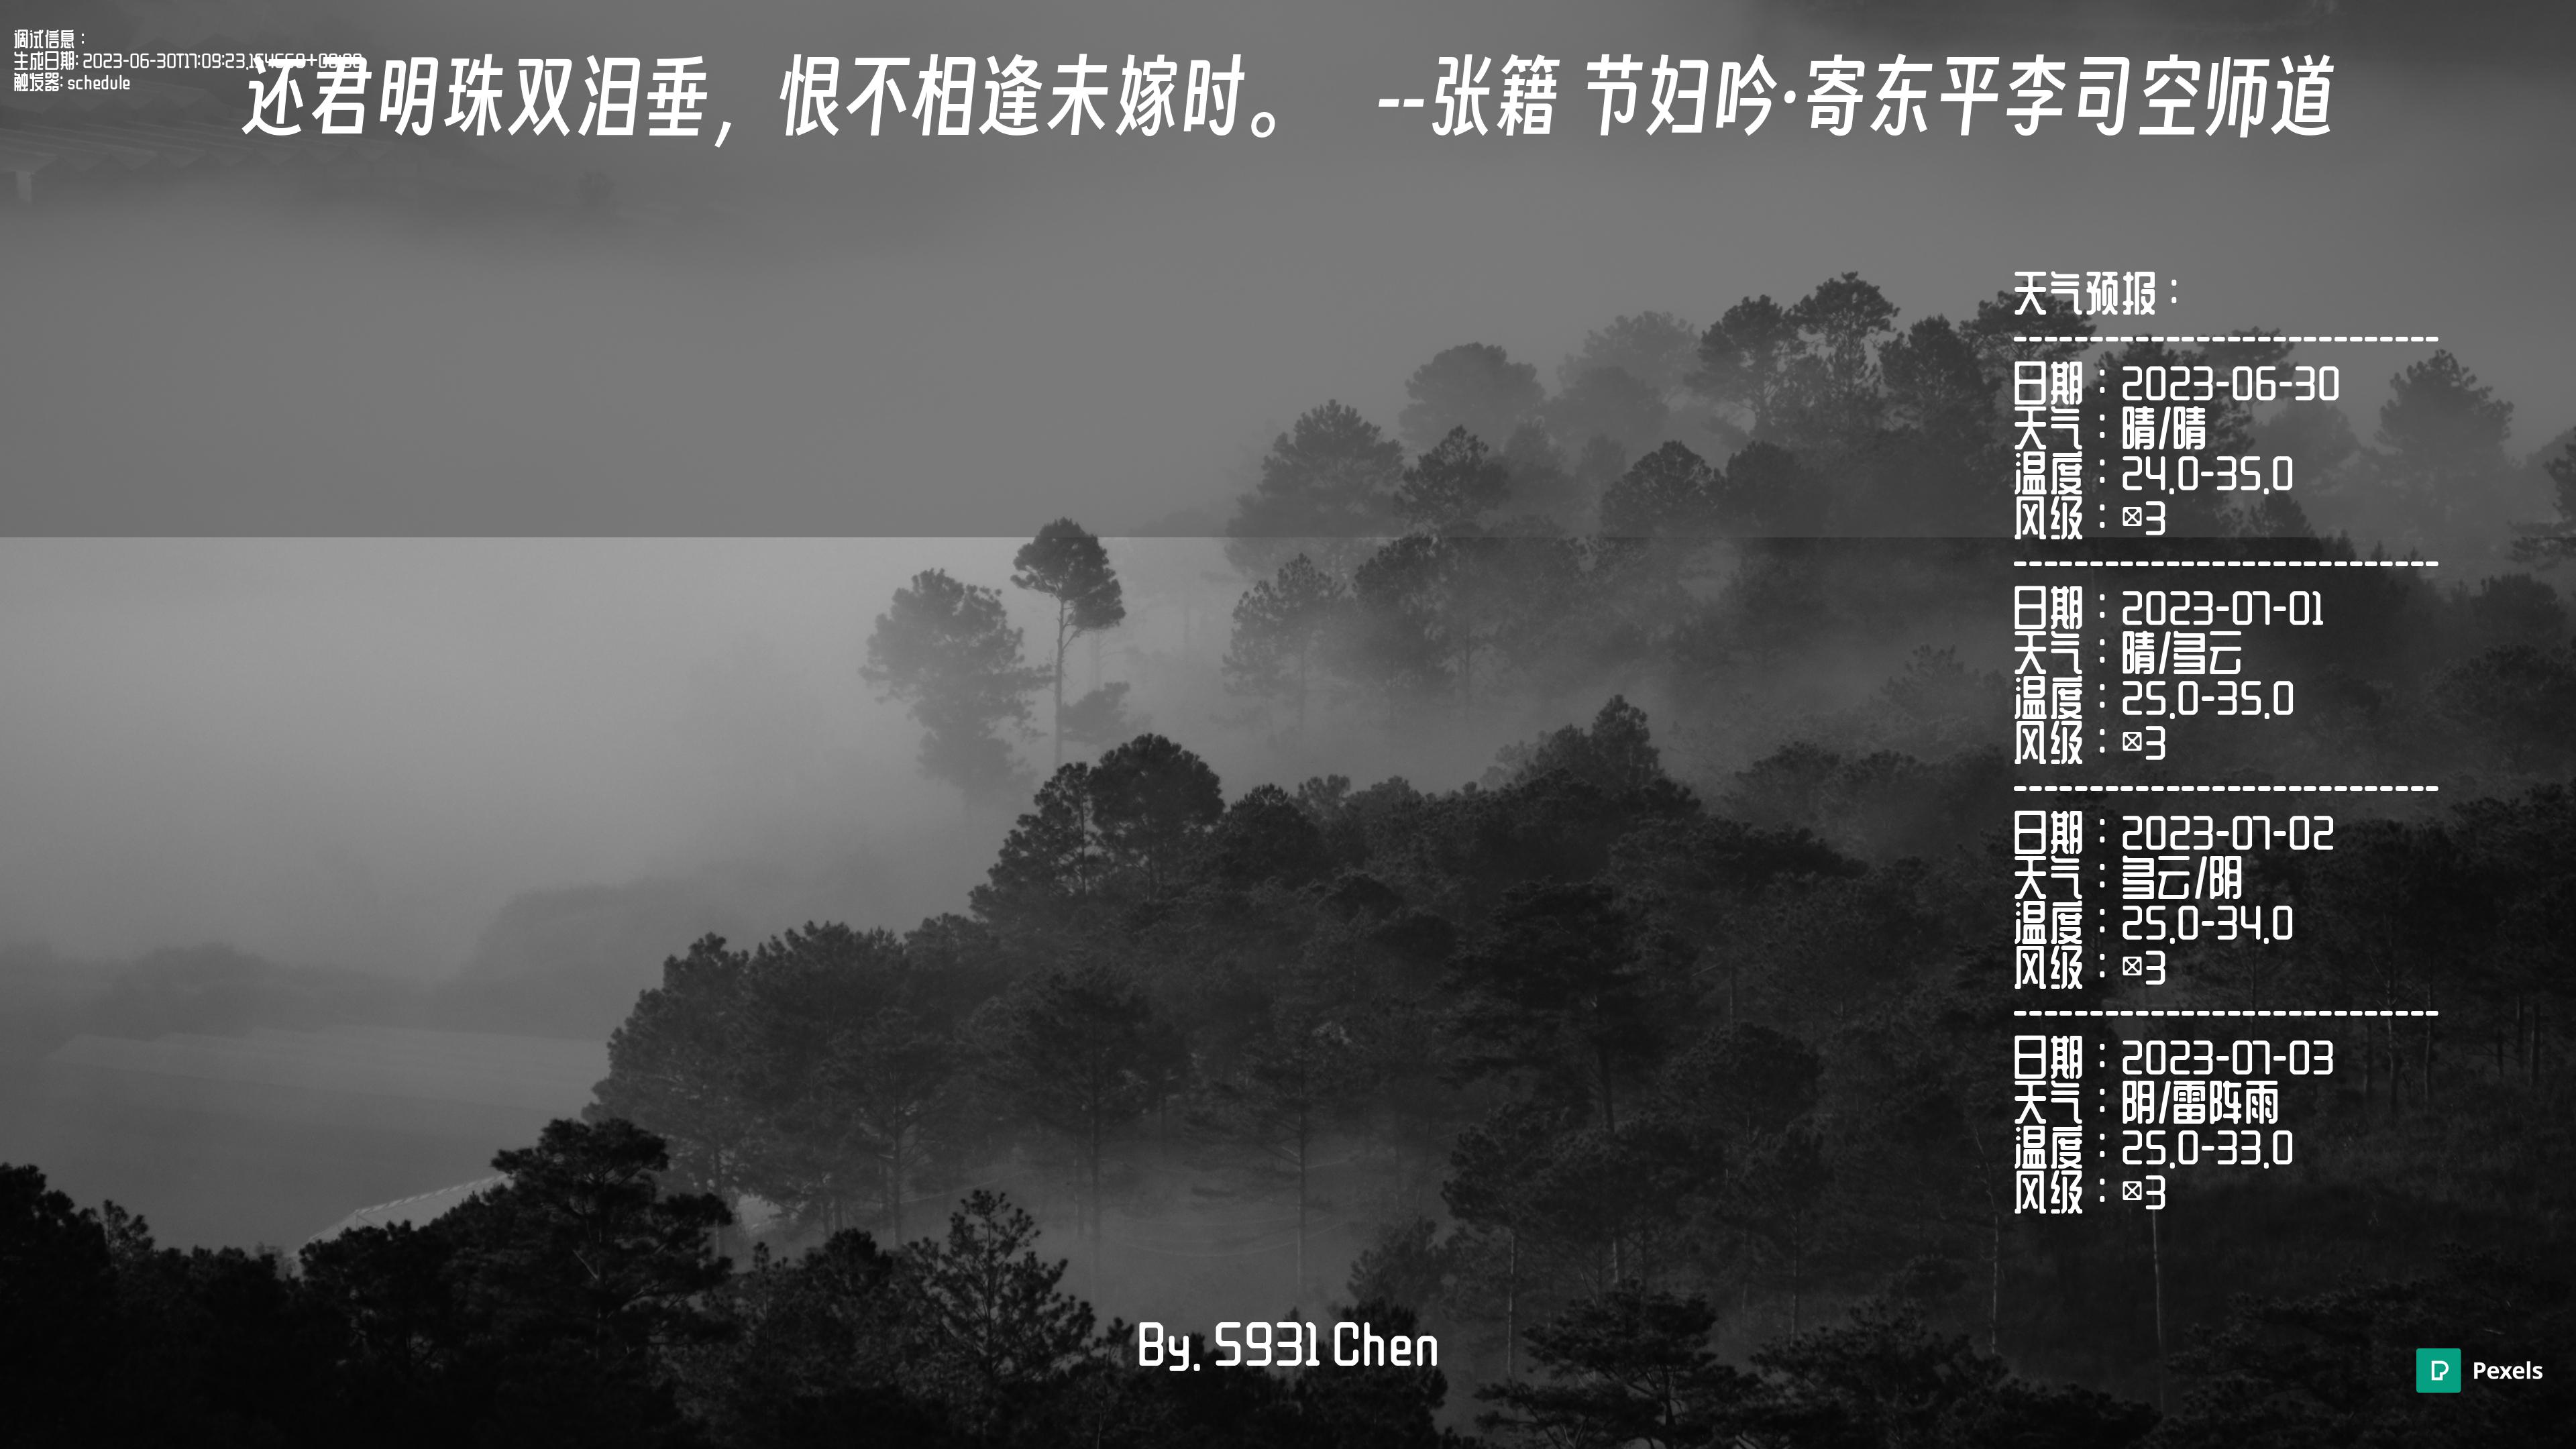 调试信息：
生成日期: 2023-06-30T17:09:23.
触发器: schedule
还君明珠双泪垂，恨不相逢未嫁时。 --张籍 节妇吟·寄东平李司空师道
天气预报：
----------------------------
日期：2023-06-30
天气：晴/晴
温度：24.0-35.0
风级：☒3
----------------------------
日期：2023-07-01
天气：晴/多云
温度：25.0-35.0
风级：☒3
----------------------------
日期：2023-07-02
天气：多云/阴
温度：25.0-34.0
风级：☒3
----------------------------
日期：2023-07-03
天气：阴/雷阵雨
温度：25.0-33.0
风级：☒3
By. S931 Chen
Pexels